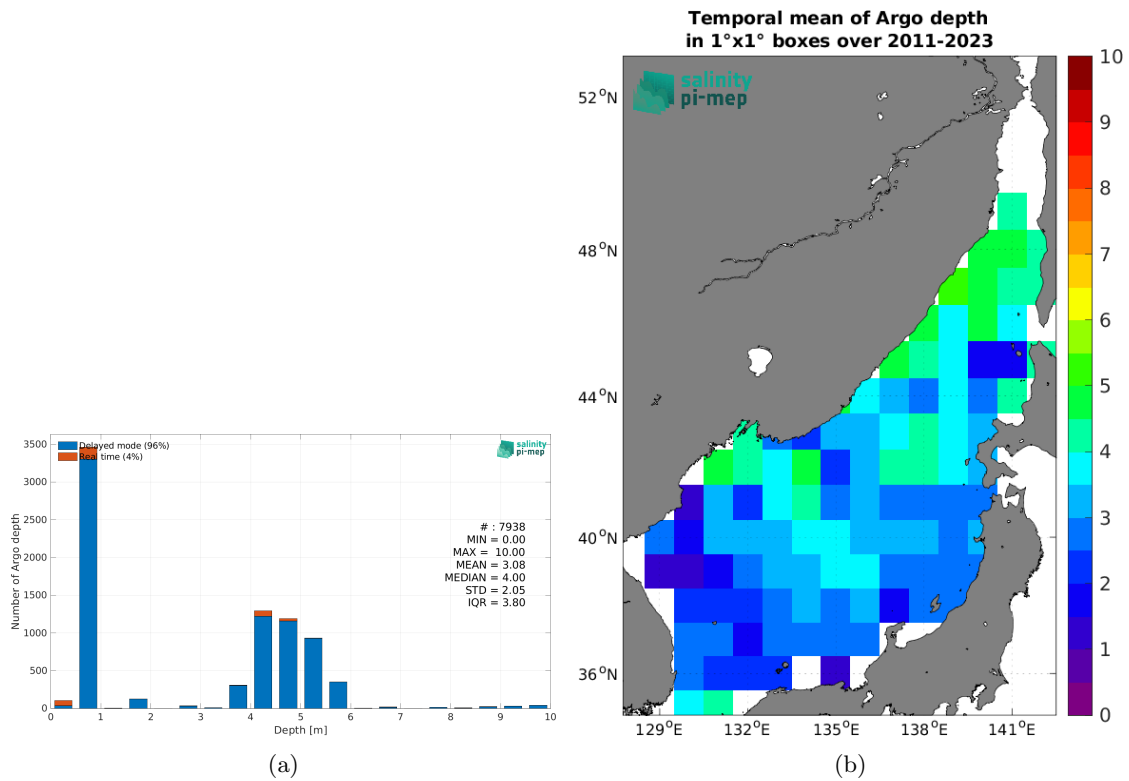 Temporal mean of Argo depth
in 1°x1° boxes over 2011-2023
salinity
pi-mep
52°N
48°N
44°N
40°N
36°N
129°E
132°E
135°E
138°E
141°E
10
9
8
7
6
5
4
3
2
1
0
(b)
Delayed mode (96%)
Real time (4%)
salinity
pi-mep
# : 7938
MIN = 0.00
MAX = 10.00
MEAN = 3.08
MEDIAN = 4.00
STD = 2.05
IQR = 3.80
Number of Argo depth
3500
3000
2500
2000
1500
1000
500
0
0 1 2 3 4 5 6 7 8 9 10
Depth [m]
(a)